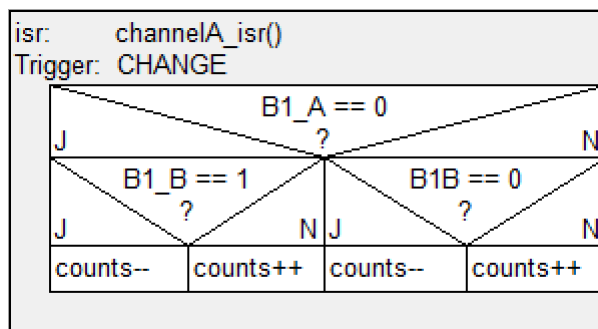 isr: channelA_isr()
Trigger: CHANGE
B1_A == 0
?
J N
B1_B == 1 B1B == 0
? ?
J N J N
counts-- counts++ counts-- counts++